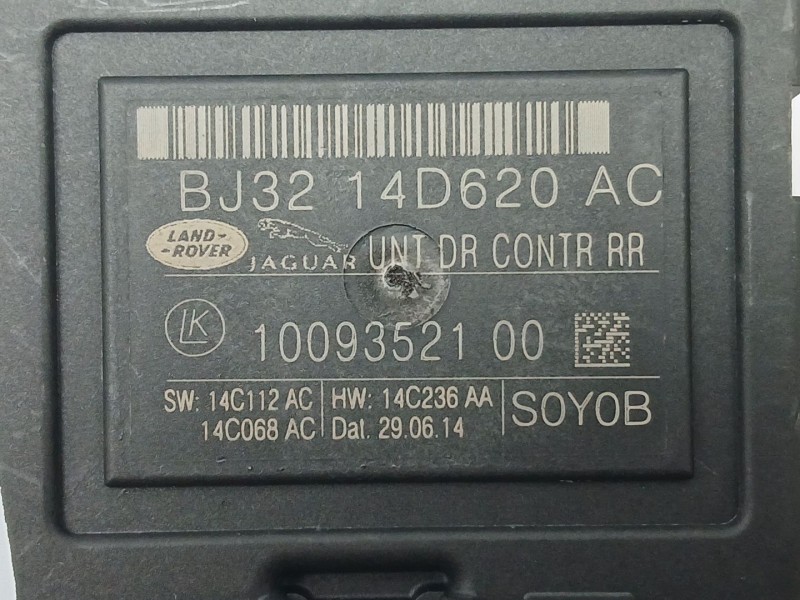 BJ32 14D620 AC
LAND-
-ROVER
JAGUAR
UNT DR CONTR RR
LK
10093521 00
SW: 14C112 AC
14C068 AC
HW: 14C236 AA
Dat. 29.06.14
S0Y0B